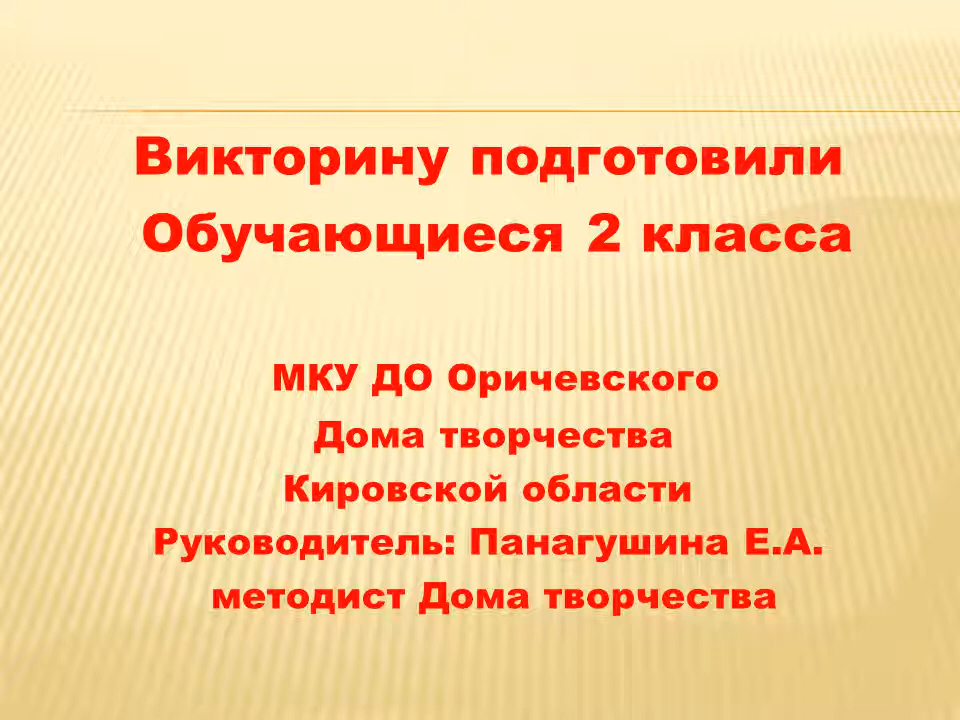 Викторину подготовили
Обучающиеся 2 класса
МКУ ДО Оричевского
Дома творчества
Кировской области
Руководитель: Панагушина Е.А.
методист Дома творчества